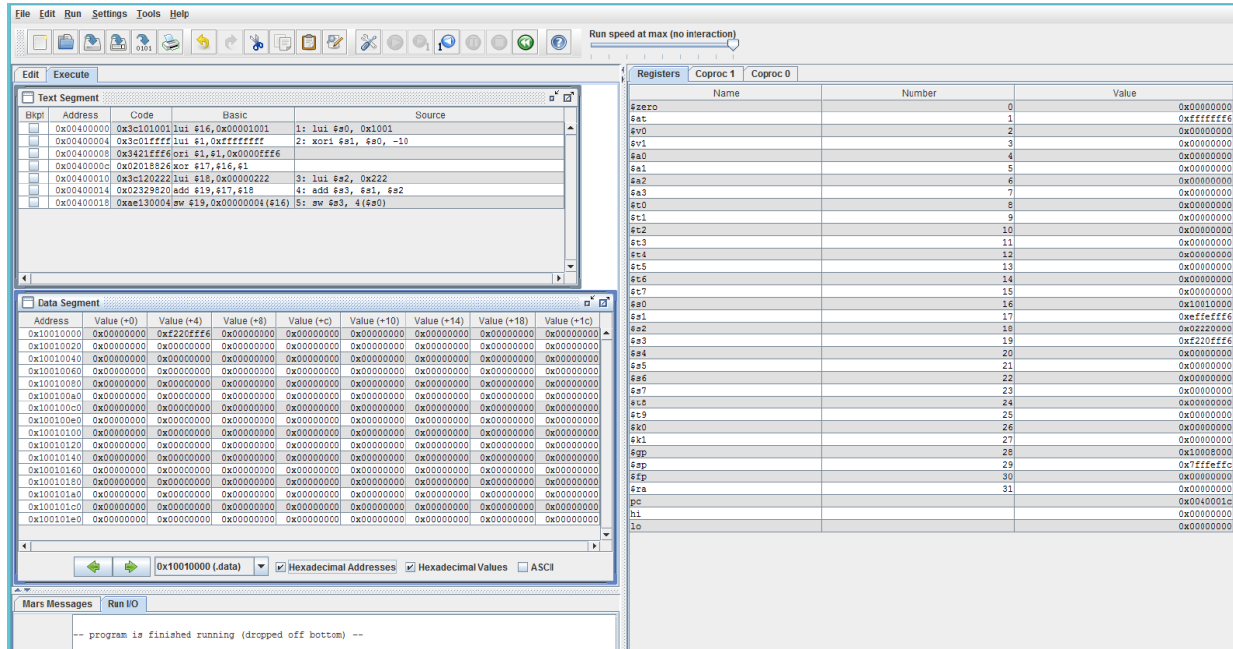 File Edit Run Settings Tools Help
Run speed at max (no interaction)
Edit Execute
Text Segment
Bkpt Address Code Basic Source
0x00400000 0x3c101001 lui $16,0x00001001 1: lui $s0, 0x1001
0x00400004 0x3c01ffff lui $1,0xffffffff 2: xori $s1, $s0, -10
0x00400008 0x3421fff6 ori $1,$1,0x0000fff6
0x0040000c 0x02018826 xor $17,$16,$1
0x00400010 0x3c120222 lui $18,0x00000222 3: lui $s2, 0x222
0x00400014 0x02329820 add $19,$17,$18 4: add $s3, $s1, $s2
0x00400018 0xae130004 sw $19,0x00000004($16) 5: sw $s3, 4($s0)
Data Segment
Address Value (+0) Value (+4) Value (+8) Value (+c) Value (+10) Value (+14) Value (+18) Value (+1c)
0x10010000 0x00000000 0xf220fff6 0x00000000 0x00000000 0x00000000 0x00000000 0x00000000 0x00000000
0x10010020 0x00000000 0x00000000 0x00000000 0x00000000 0x00000000 0x00000000 0x00000000 0x00000000
0x10010040 0x00000000 0x00000000 0x00000000 0x00000000 0x00000000 0x00000000 0x00000000 0x00000000
0x10010060 0x00000000 0x00000000 0x00000000 0x00000000 0x00000000 0x00000000 0x00000000 0x00000000
0x10010080 0x00000000 0x00000000 0x00000000 0x00000000 0x00000000 0x00000000 0x00000000 0x00000000
0x100100a0 0x00000000 0x00000000 0x00000000 0x00000000 0x00000000 0x00000000 0x00000000 0x00000000
0x100100c0 0x00000000 0x00000000 0x00000000 0x00000000 0x00000000 0x00000000 0x00000000 0x00000000
0x100100e0 0x00000000 0x00000000 0x00000000 0x00000000 0x00000000 0x00000000 0x00000000 0x00000000
0x10010100 0x00000000 0x00000000 0x00000000 0x00000000 0x00000000 0x00000000 0x00000000 0x00000000
0x10010120 0x00000000 0x00000000 0x00000000 0x00000000 0x00000000 0x00000000 0x00000000 0x00000000
0x10010140 0x00000000 0x00000000 0x00000000 0x00000000 0x00000000 0x00000000 0x00000000 0x00000000
0x10010160 0x00000000 0x00000000 0x00000000 0x00000000 0x00000000 0x00000000 0x00000000 0x00000000
0x10010180 0x00000000 0x00000000 0x00000000 0x00000000 0x00000000 0x00000000 0x00000000 0x00000000
0x100101a0 0x00000000 0x00000000 0x00000000 0x00000000 0x00000000 0x00000000 0x00000000 0x00000000
0x100101c0 0x00000000 0x00000000 0x00000000 0x00000000 0x00000000 0x00000000 0x00000000 0x00000000
0x100101e0 0x00000000 0x00000000 0x00000000 0x00000000 0x00000000 0x00000000 0x00000000 0x00000000
0x10010000 (.data) Hexadecimal Addresses Hexadecimal Values ASCII
Mars Messages Run I/O
-- program is finished running (dropped off bottom) --
Registers Coproc 1 Coproc 0
Name Number Value
$zero 0 0x00000000
$at 1 0xfffffff6
$v0 2 0x00000000
$v1 3 0x00000000
$a0 4 0x00000000
$a1 5 0x00000000
$a2 6 0x00000000
$a3 7 0x00000000
$t0 8 0x00000000
$t1 9 0x00000000
$t2 10 0x00000000
$t3 11 0x00000000
$t4 12 0x00000000
$t5 13 0x00000000
$t6 14 0x00000000
$t7 15 0x00000000
$s0 16 0x10010000
$s1 17 0xeffefff6
$s2 18 0x02220000
$s3 19 0xf220fff6
$s4 20 0x00000000
$s5 21 0x00000000
$s6 22 0x00000000
$s7 23 0x00000000
$t8 24 0x00000000
$t9 25 0x00000000
$k0 26 0x00000000
$k1 27 0x00000000
$gp 28 0x10008000
$sp 29 0x7fffeffc
$fp 30 0x00000000
$ra 31 0x00000000
pc 0x0040001c
hi 0x00000000
lo 0x00000000